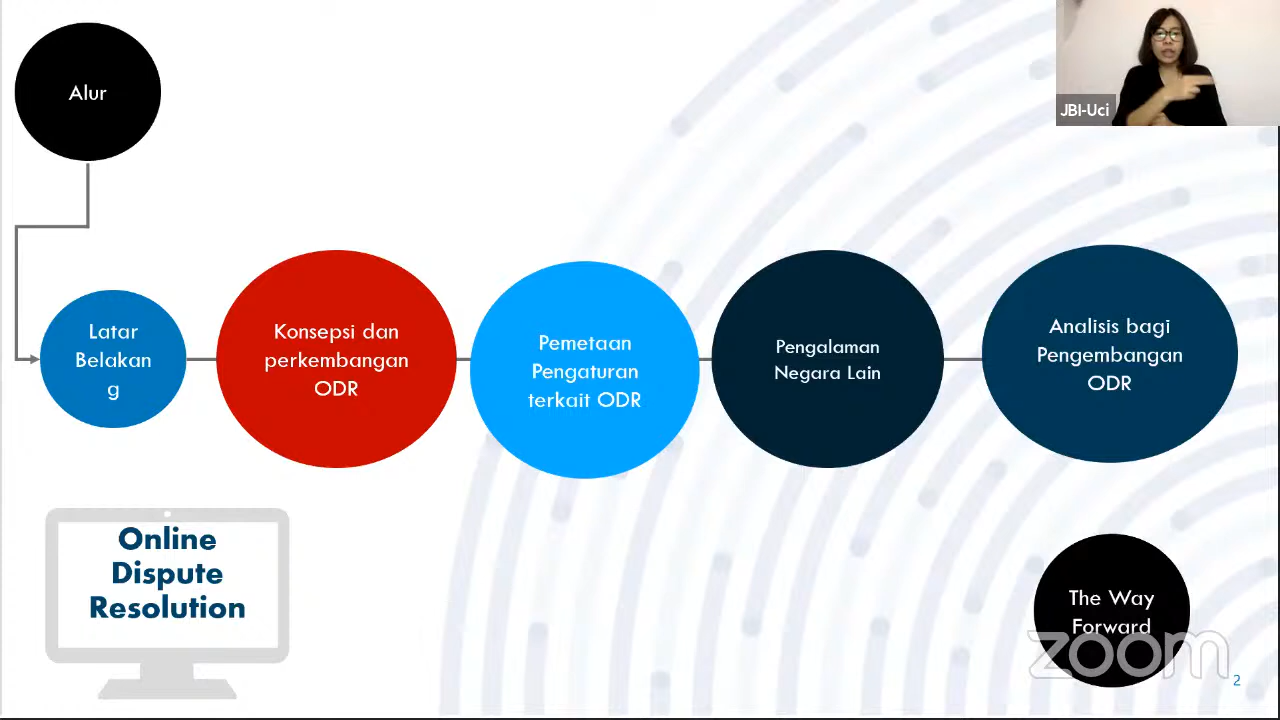 Alur
JBI-Uci
Latar
Belakan
g
Konsepsi dan
perkembangan
ODR
Pemetaan
Pengaturan
terkait ODR
Pengalaman
Negara Lain
Analisis bagi
Pengembangan
ODR
Online
Dispute
Resolution
The Way
Forward
zoom
2